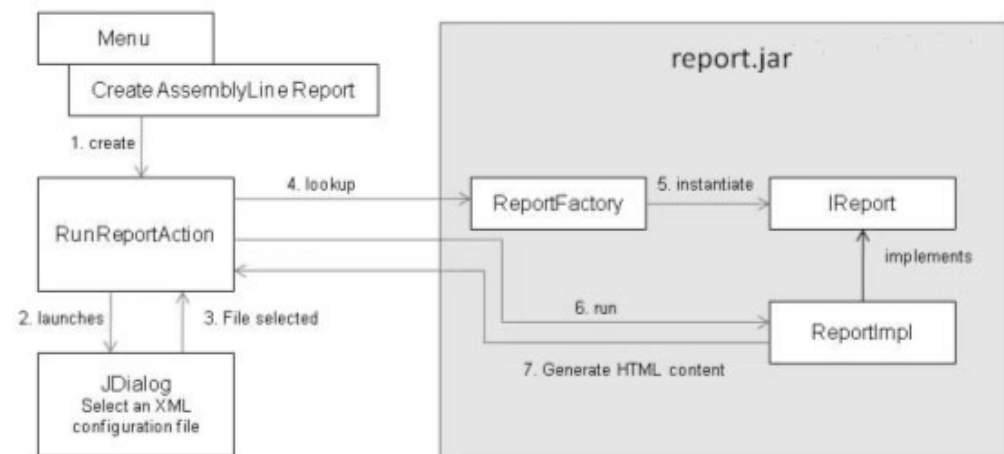 Menu
Create AssemblyLine Report
report.jar
1. create
4. lookup
5. instantiate
RunReportAction
ReportFactory
IReport
implements
2. launches
3. File selected
6. run
ReportImpl
7. Generate HTML content
JDialog
Select an XML
configuration file